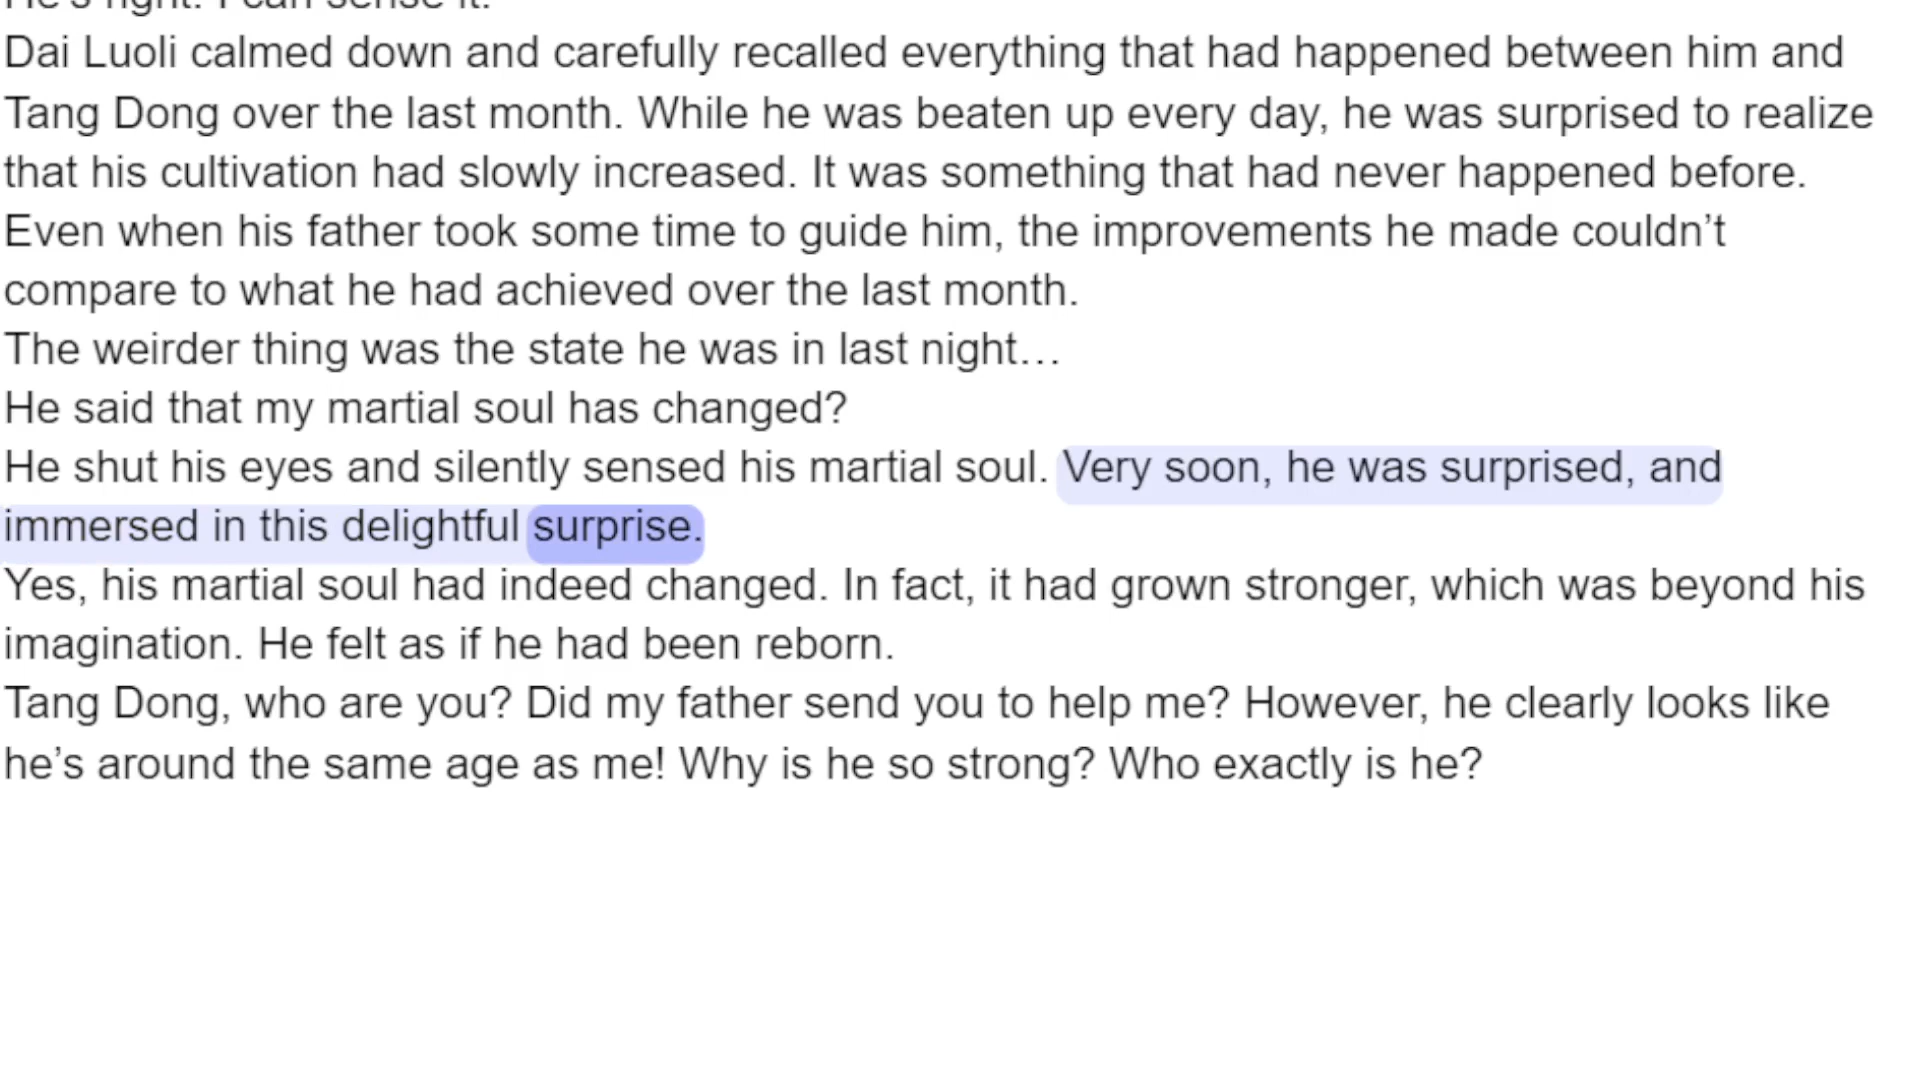 He's right. I can sense it.
Dai Luoli calmed down and carefully recalled everything that had happened between him and
Tang Dong over the last month. While he was beaten up every day, he was surprised to realize
that his cultivation had slowly increased. It was something that had never happened before.
Even when his father took some time to guide him, the improvements he made couldn’t
compare to what he had achieved over the last month.
The weirder thing was the state he was in last night…
He said that my martial soul has changed?
He shut his eyes and silently sensed his martial soul. Very soon, he was surprised, and
immersed in this delightful surprise.
Yes, his martial soul had indeed changed. In fact, it had grown stronger, which was beyond his
imagination. He felt as if he had been reborn.
Tang Dong, who are you? Did my father send you to help me? However, he clearly looks like
he’s around the same age as me! Why is he so strong? Who exactly is he?